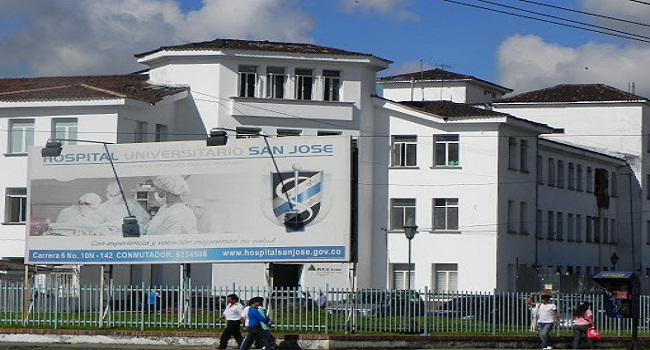 HOSPITAL UNIVERSITARIO SAN JOSE
Con experiencia y vocación mejoramos su salud
Carrera 6 No. 10N - 142 CONMUTADOR: 8234508
www.hospitalsanjose.gov.co